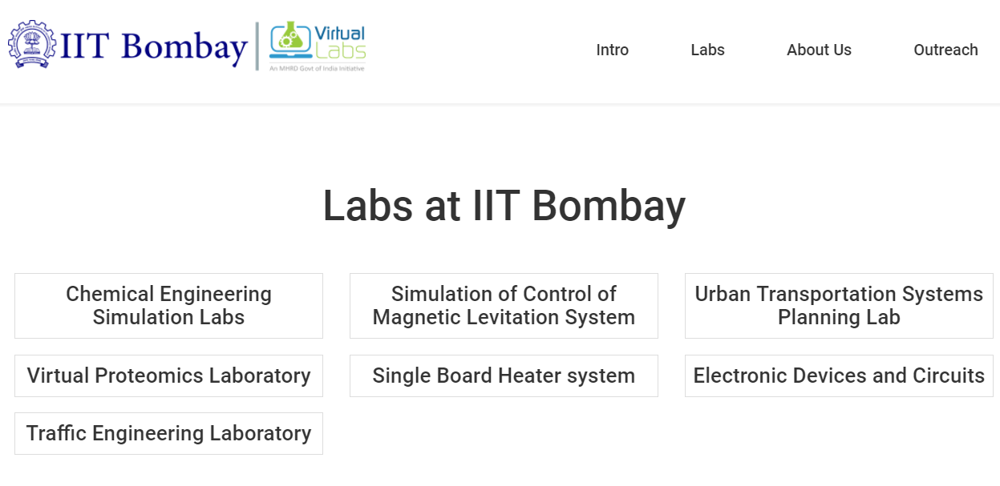 IIT Bombay
Virtual
Labs
An MHRD Govt of India Initiative
Intro
Labs
About Us
Outreach
Labs at IIT Bombay
Chemical Engineering
Simulation Labs
Simulation of Control of
Magnetic Levitation System
Urban Transportation Systems
Planning Lab
Virtual Proteomics Laboratory
Single Board Heater system
Electronic Devices and Circuits
Traffic Engineering Laboratory